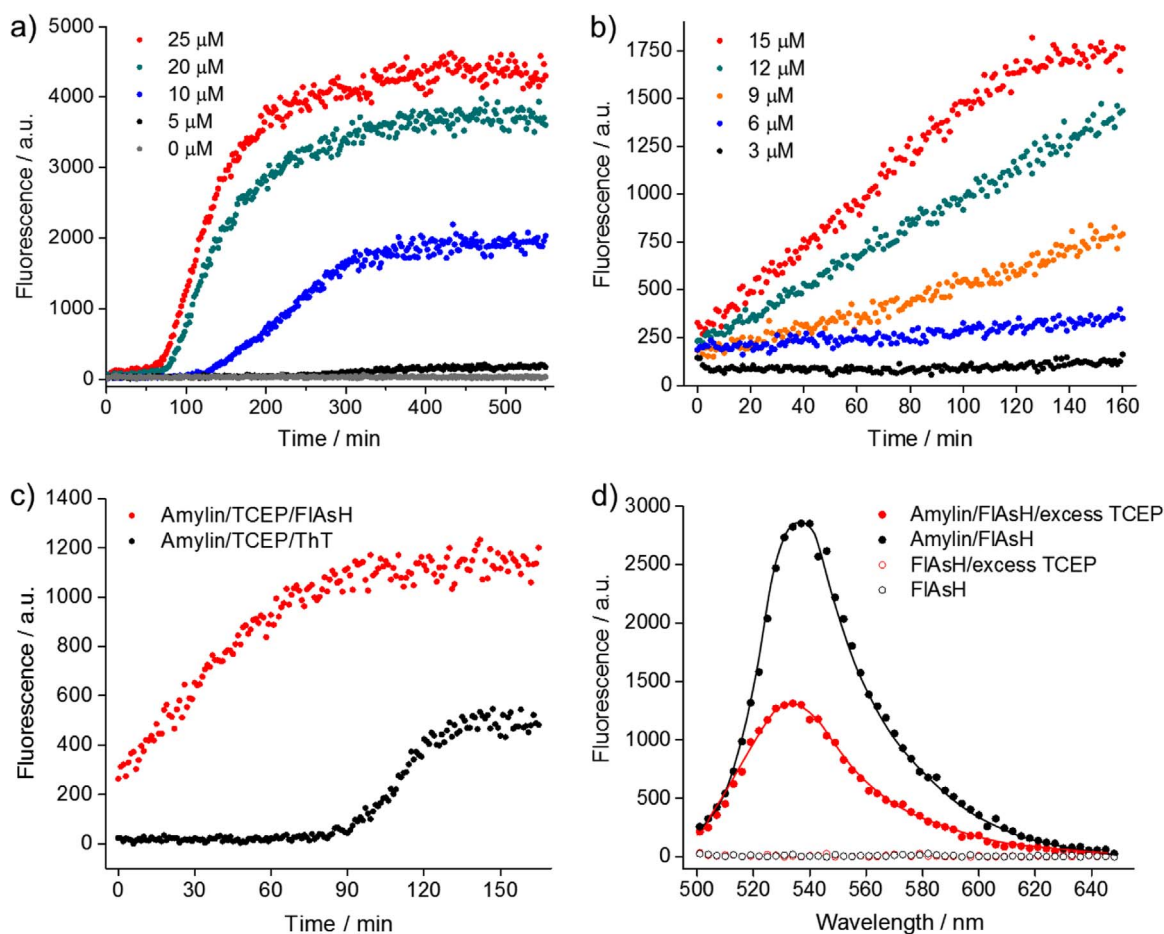 a)
25 μM
20 μM
10 μM
5 μM
0 μM
5000
4000
3000
2000
1000
0
Fluorescence / a.u.
0 100 200 300 400 500
Time / min
b)
15 μM
12 μM
9 μM
6 μM
3 μM
1750
1500
1250
1000
750
500
250
0
Fluorescence / a.u.
0 20 40 60 80 100 120 140 160
Time / min
c)
Amylin/TCEP/FlAsH
Amylin/TCEP/ThT
1400
1200
1000
800
600
400
200
0
Fluorescence / a.u.
0 30 60 90 120 150
Time / min
d)
Amylin/FlAsH/excess TCEP
Amylin/FlAsH
FlAsH/excess TCEP
FlAsH
3000
2500
2000
1500
1000
500
0
Fluorescence / a.u.
500 520 540 560 580 600 620 640
Wavelength / nm